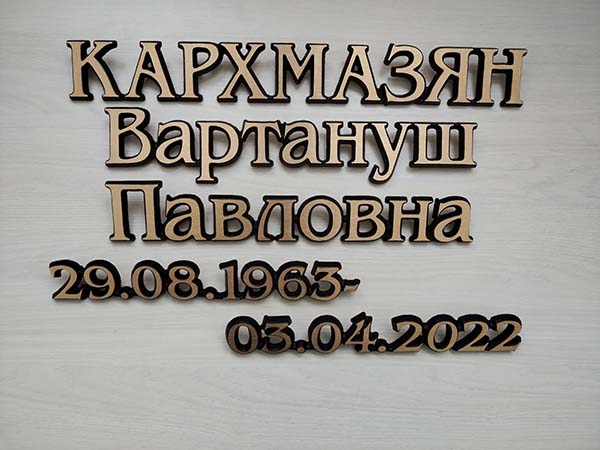 КАРХМАЗЯН
Вартануш
Павловна
29.08.1963-
03.04.2022